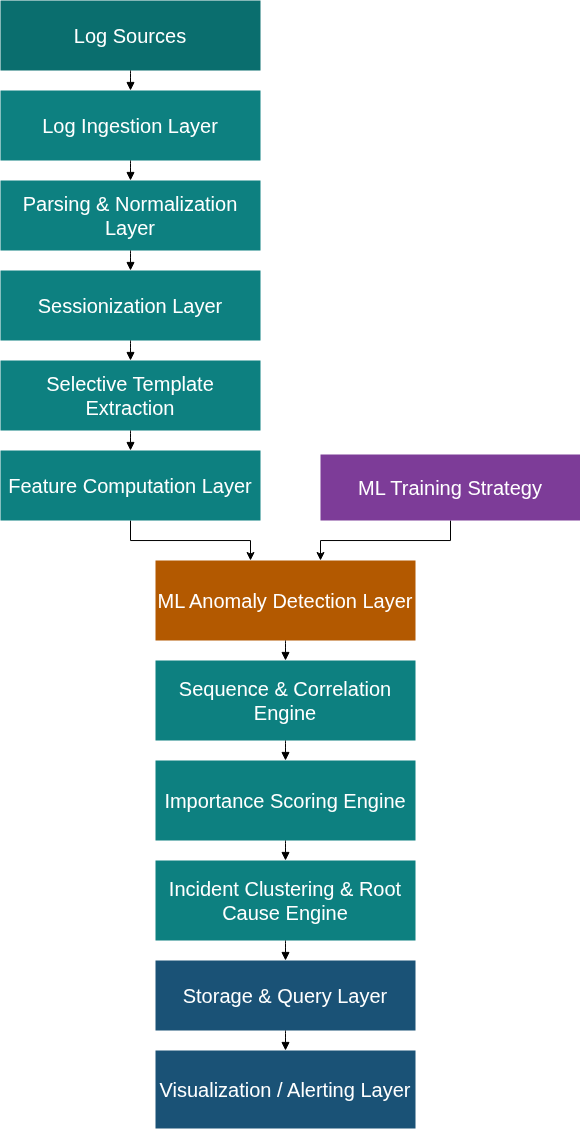 Log Sources
Log Ingestion Layer
Parsing & Normalization
Layer
Sessionization Layer
Selective Template
Extraction
Feature Computation Layer
ML Training Strategy
ML Anomaly Detection Layer
Sequence & Correlation
Engine
Importance Scoring Engine
Incident Clustering & Root
Cause Engine
Storage & Query Layer
Visualization / Alerting Layer